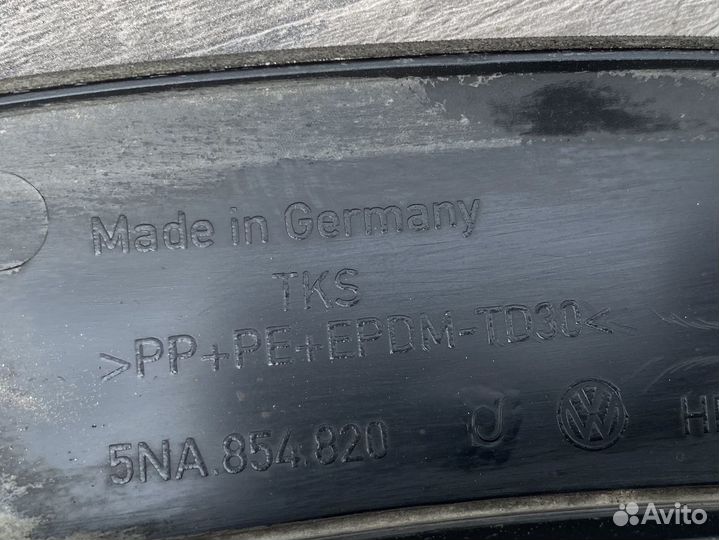 Made in Germany
TKS
>PP+PE+EPDM-TD30<
5NA.854.820
Avito